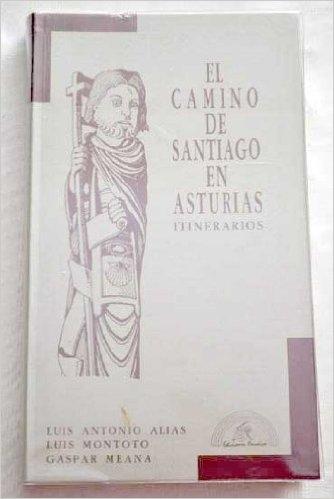 EL
CAMINO
DE
SANTIAGO
EN
ASTURIAS
ITINERARIOS
LUIS ANTONIO ALIAS
LUIS MONTOTO
GASPAR MEANA